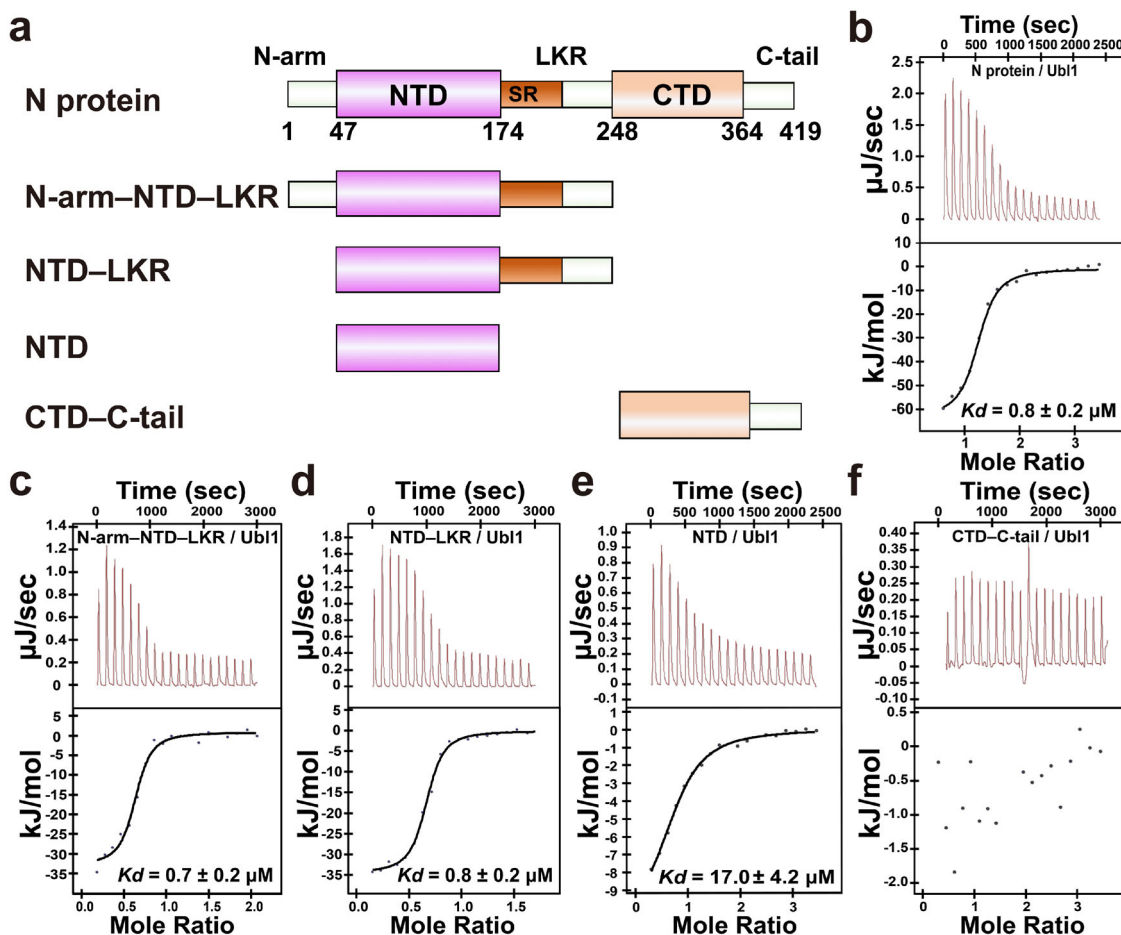 a
N-arm LKR C-tail
N protein NTD SR CTD
1 47 174 248 364 419
N-arm–NTD–LKR
NTD–LKR
NTD
CTD–C-tail
b
Time (sec)
0 500 1000 1500 2000 2500
N protein / Ubl1
2.5
2.0
1.5
1.0
0.5
0
µJ/sec
10
0
-10
-20
-30
-40
-50
-60
kJ/mol
Kd = 0.8 ± 0.2 µM
1 2 3
Mole Ratio
c
Time (sec)
0 1000 2000 3000
N-arm–NTD–LKR / Ubl1
1.4
1.2
1.0
0.8
0.6
0.4
0.2
0
µJ/sec
5
0
-5
-10
-15
-20
-25
-30
-35
kJ/mol
Kd = 0.7 ± 0.2 µM
0.0 0.5 1.0 1.5 2.0
Mole Ratio
d
Time (sec)
0 1000 2000 3000
NTD–LKR / Ubl1
1.8
1.6
1.4
1.2
1.0
0.8
0.6
0.4
0.2
0
µJ/sec
5
0
-5
-10
-15
-20
-25
-30
-35
kJ/mol
Kd = 0.8 ± 0.2 µM
0.0 0.5 1.0 1.5
Mole Ratio
e
Time (sec)
0 500 1000 1500 2000 2500
NTD / Ubl1
1.0
0.9
0.8
0.7
0.6
0.5
0.4
0.3
0.2
0.1
0
-0.1
µJ/sec
1
0
-1
-2
-3
-4
-5
-6
-7
-8
-9
kJ/mol
Kd = 17.0 ± 4.2 µM
0 1 2 3
Mole Ratio
f
Time (sec)
0 1000 2000 3000
CTD–C-tail / Ubl1
0.40
0.35
0.30
0.25
0.20
0.15
0.10
0.05
0
-0.05
-0.10
µJ/sec
0
-0.5
-1.0
-1.5
-2.0
kJ/mol
0 1 2 3
Mole Ratio